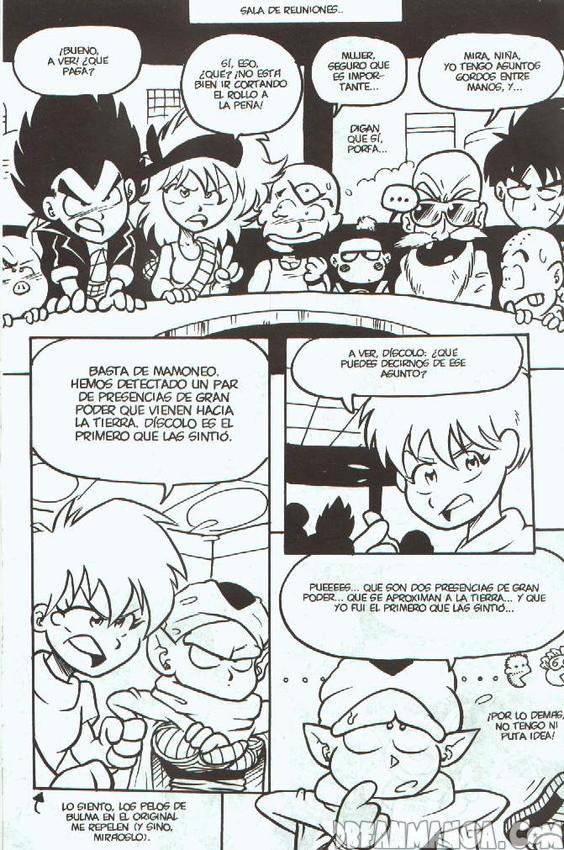 SALA DE REUNIONES..
¡BUENO,
A VER! ¿QUÉ
PASA?
SÍ, ESO,
¿QUÉ? ¡NO ESTÁ
BIEN IR CORTANDO
EL ROLLO A
LA PEÑA!
MUJER,
SEGURO QUE
ES IMPOR-
TANTE...
DIGAN
QUE SÍ,
PORFA...
MIRA, NIÑA,
YO TENGO ASUNTOS
GORDOS ENTRE
MANOS, Y...
...
BASTA DE MAMONEO.
HEMOS DETECTADO UN PAR
DE PRESENCIAS DE GRAN
PODER QUE VIENEN HACIA
LA TIERRA. DÍSCOLO ES EL
PRIMERO QUE LAS SINTIÓ.
A VER, DÍSCOLO: ¿QUÉ
PUEDES DECIRNOS DE ESE
ASUNTO?
PUEEEES... QUE SON DOS PRESENCIAS DE GRAN
PODER... QUE SE APROXIMAN A LA TIERRA... Y QUE
YO FUI EL PRIMERO QUE LAS SINTIÓ...
¡POR LO DEMÁS,
NO TENGO NI
PUTA IDEA!
LO SIENTO, LOS PELOS DE
BULMA EN EL ORIGINAL
ME REPELEN (Y SINO,
MIRÁOSLO).
DREANMANGA.COM